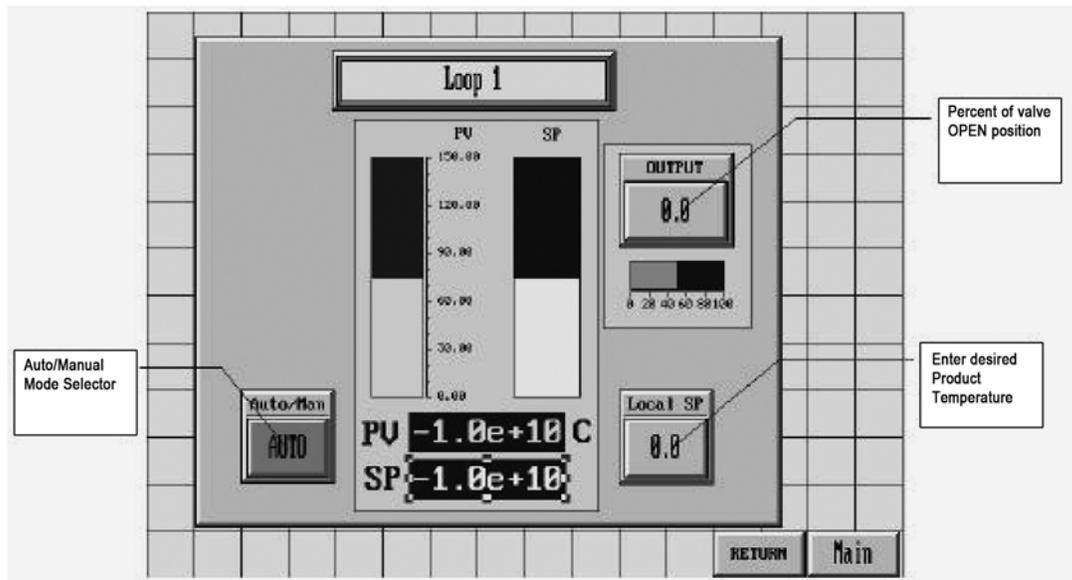 Loop 1
PV
SP
150.00
120.00
90.00
60.00
30.00
0.00
OUTPUT
0.0
0 20 40 60 80100
Percent of valve
OPEN position
Auto/Manual
Mode Selector
Auto/Man
AUTO
PV -1.0e+10 C
SP -1.0e+10
Local SP
0.0
Enter desired
Product
Temperature
RETURN
Main